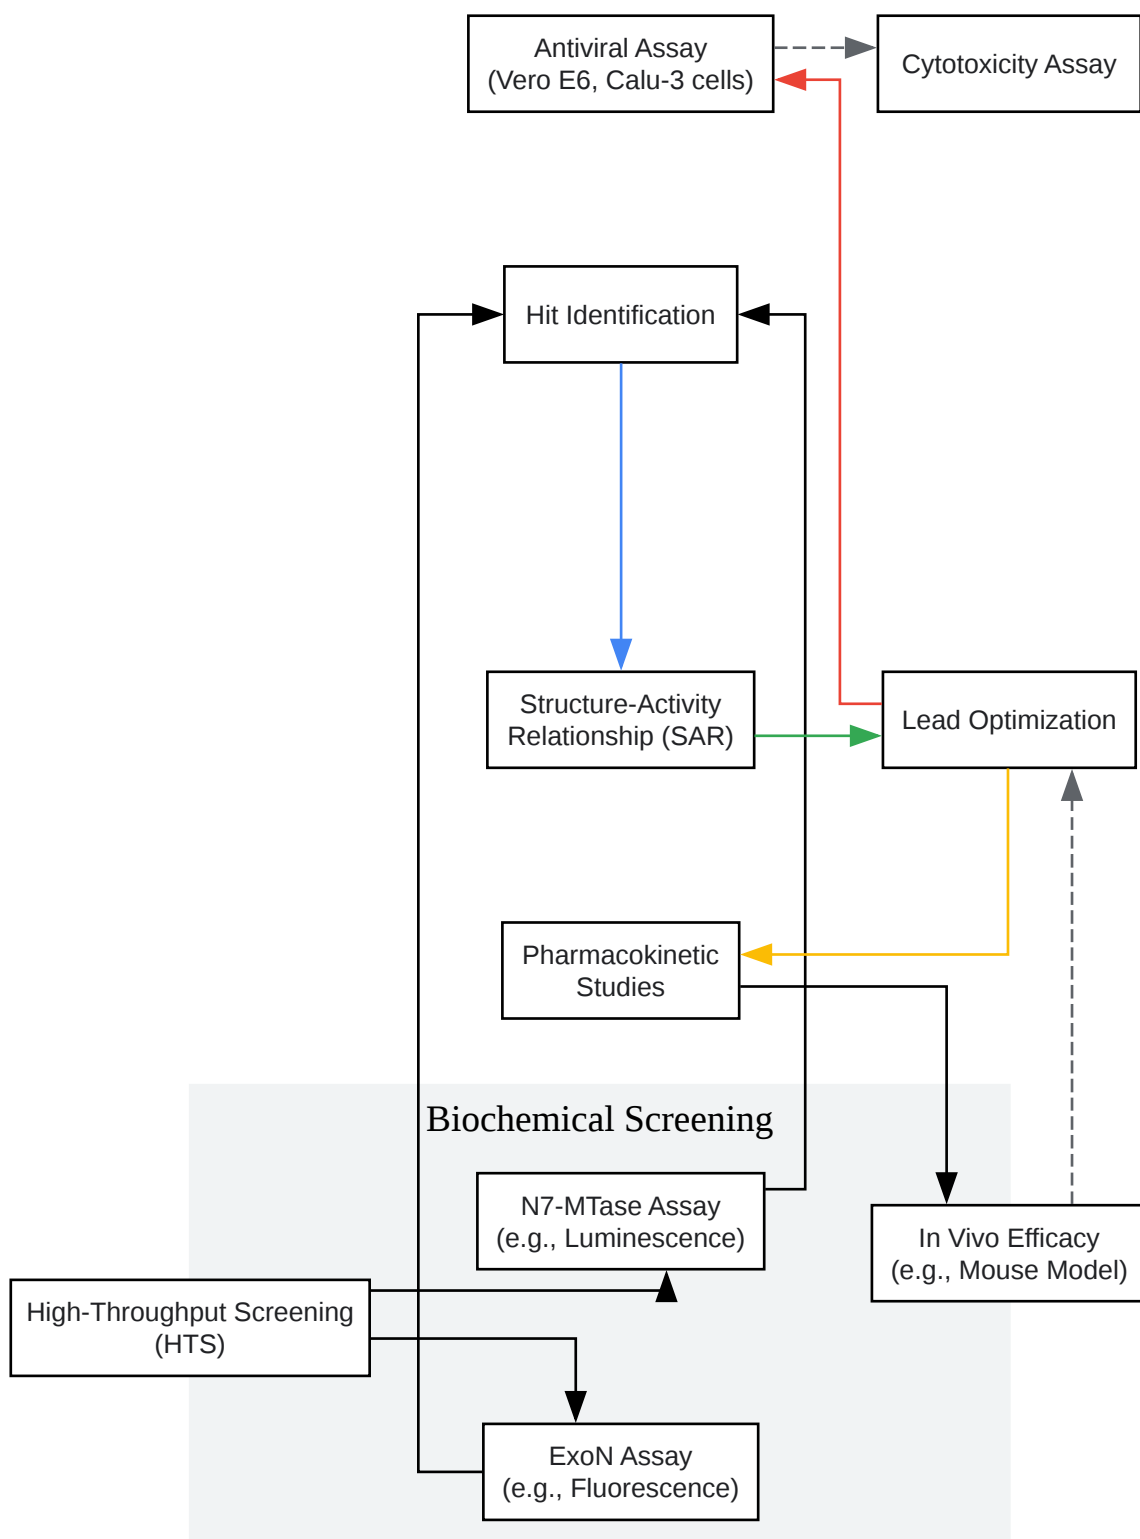 Antiviral Assay
(Vero E6, Calu-3 cells)
Cytotoxicity Assay
Hit Identification
Structure-Activity
Relationship (SAR)
Lead Optimization
Pharmacokinetic
Studies
Biochemical Screening
N7-MTase Assay
(e.g., Luminescence)
In Vivo Efficacy
(e.g., Mouse Model)
High-Throughput Screening
(HTS)
ExoN Assay
(e.g., Fluorescence)